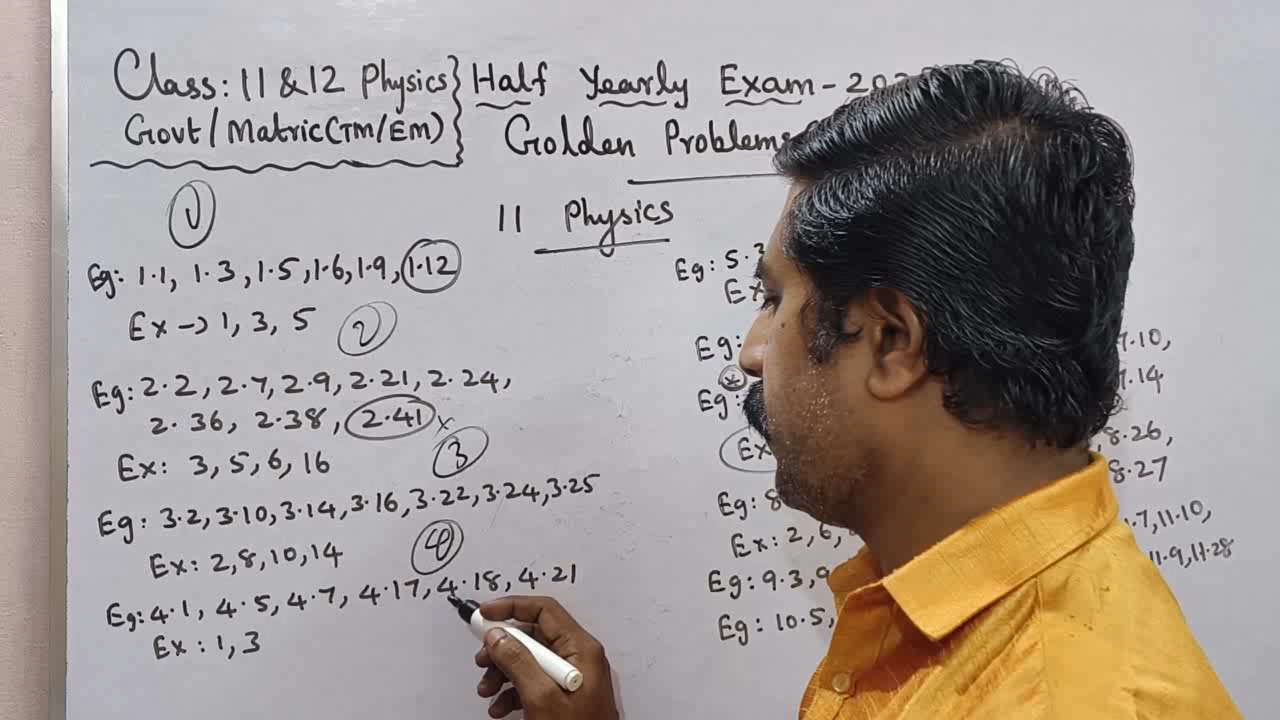 Class: 11 & 12 Physics} Half Yearly Exam - 202
Govt / Matric (TM/EM)} Golden Problems
1
11 Physics
Eg: 1.1, 1.3, 1.5, 1.6, 1.9, 1.12
Ex → 1, 3, 5
2
Eg: 2.2, 2.7, 2.9, 2.21, 2.24,
2.36, 2.38, 2.41 x
Ex: 3, 5, 6, 16
3
Eg: 3.2, 3.10, 3.14, 3.16, 3.22, 3.24, 3.25
Ex: 2, 8, 10, 14
4
Eg: 4.1, 4.5, 4.7, 4.17, 4.18, 4.21
Ex: 1, 3
Eg: 5.3
Ex
Eg: 7.10,
* 7.14
Eg: 8.26,
Ex 8.27
Eg: 8 11.10,
Ex: 2, 6, 11.9, 11.28
Eg: 9.3, 9
Eg: 10.5,